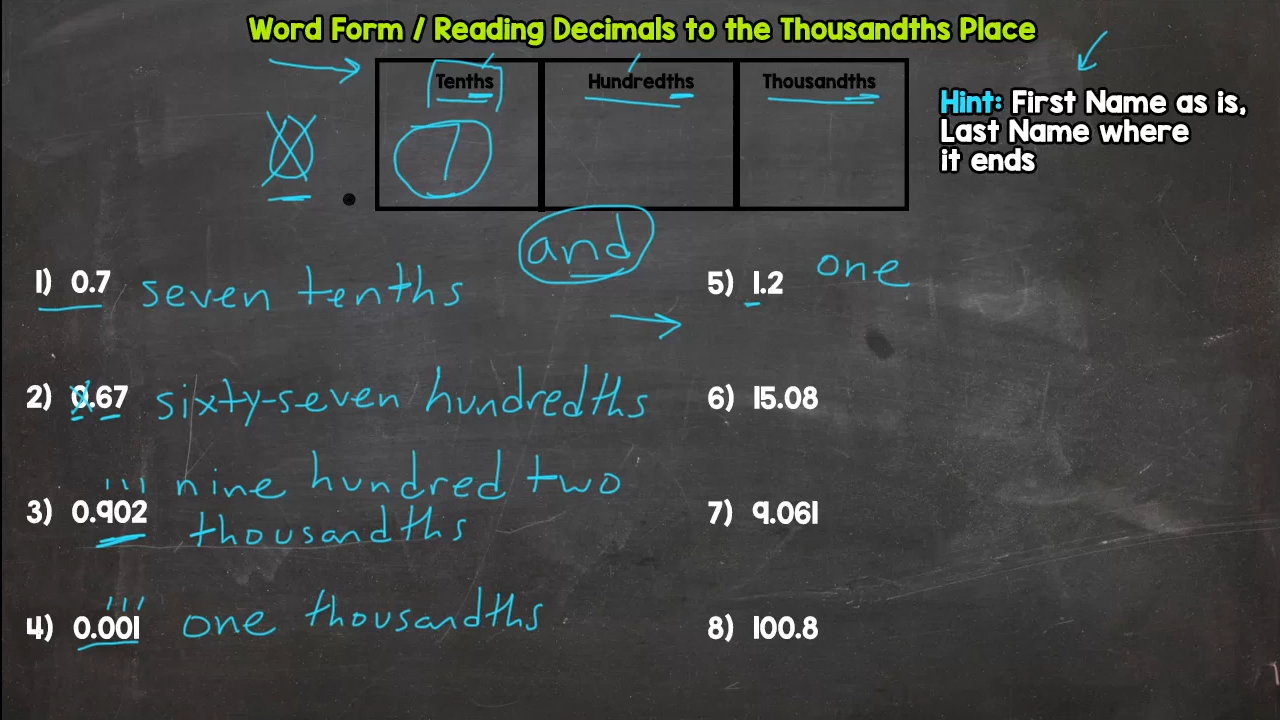 Word Form / Reading Decimals to the Thousandths Place
Tenths Hundredths Thousandths
0 . 7
Hint: First Name as is,
Last Name where
it ends
and
1) 0.7 seven tenths
2) 0.67 sixty-seven hundredths
3) 0.902 nine hundred two
thousandths
4) 0.001 one thousandths
5) 1.2 one
6) 15.08
7) 9.061
8) 100.8